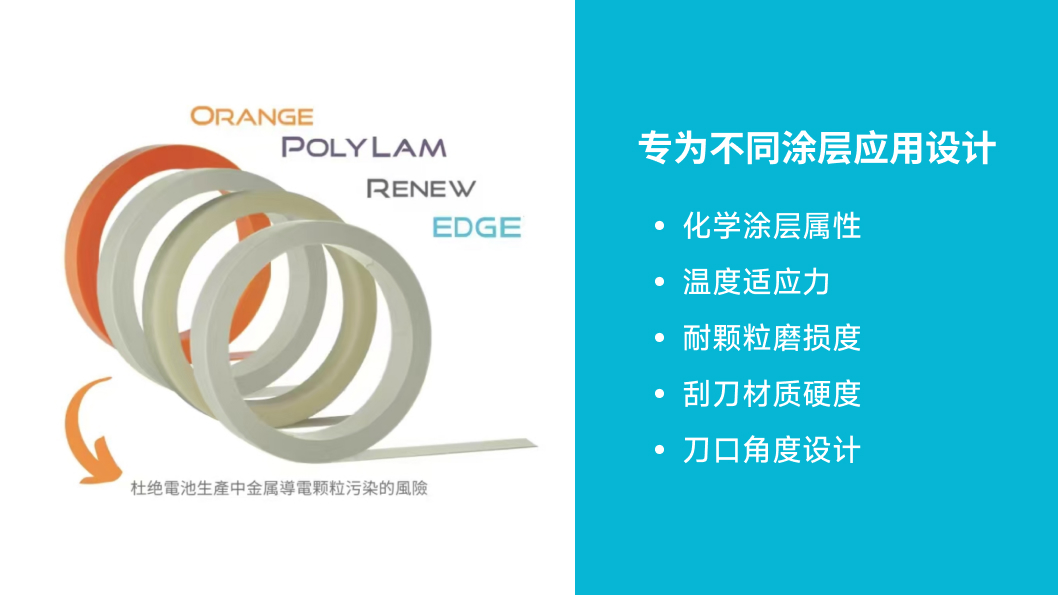 ORANGE
POLYLAM
RENEW
EDGE
杜绝電池生產中金属導電颗粒污染的風險
专为不同涂层应用设计
• 化学涂层属性
• 温度适应力
• 耐颗粒磨损度
• 刮刀材质硬度
• 刀口角度设计